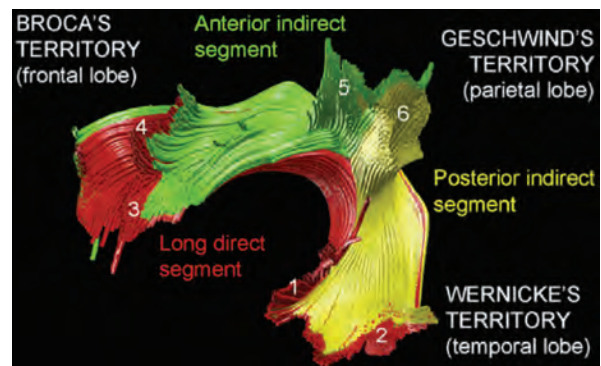 BROCA'S
TERRITORY
(frontal lobe)
Anterior indirect
segment
GESCHWIND'S
TERRITORY
(parietal lobe)
5
6
4
3
Posterior indirect
segment
Long direct
segment
1
2
WERNICKE'S
TERRITORY
(temporal lobe)